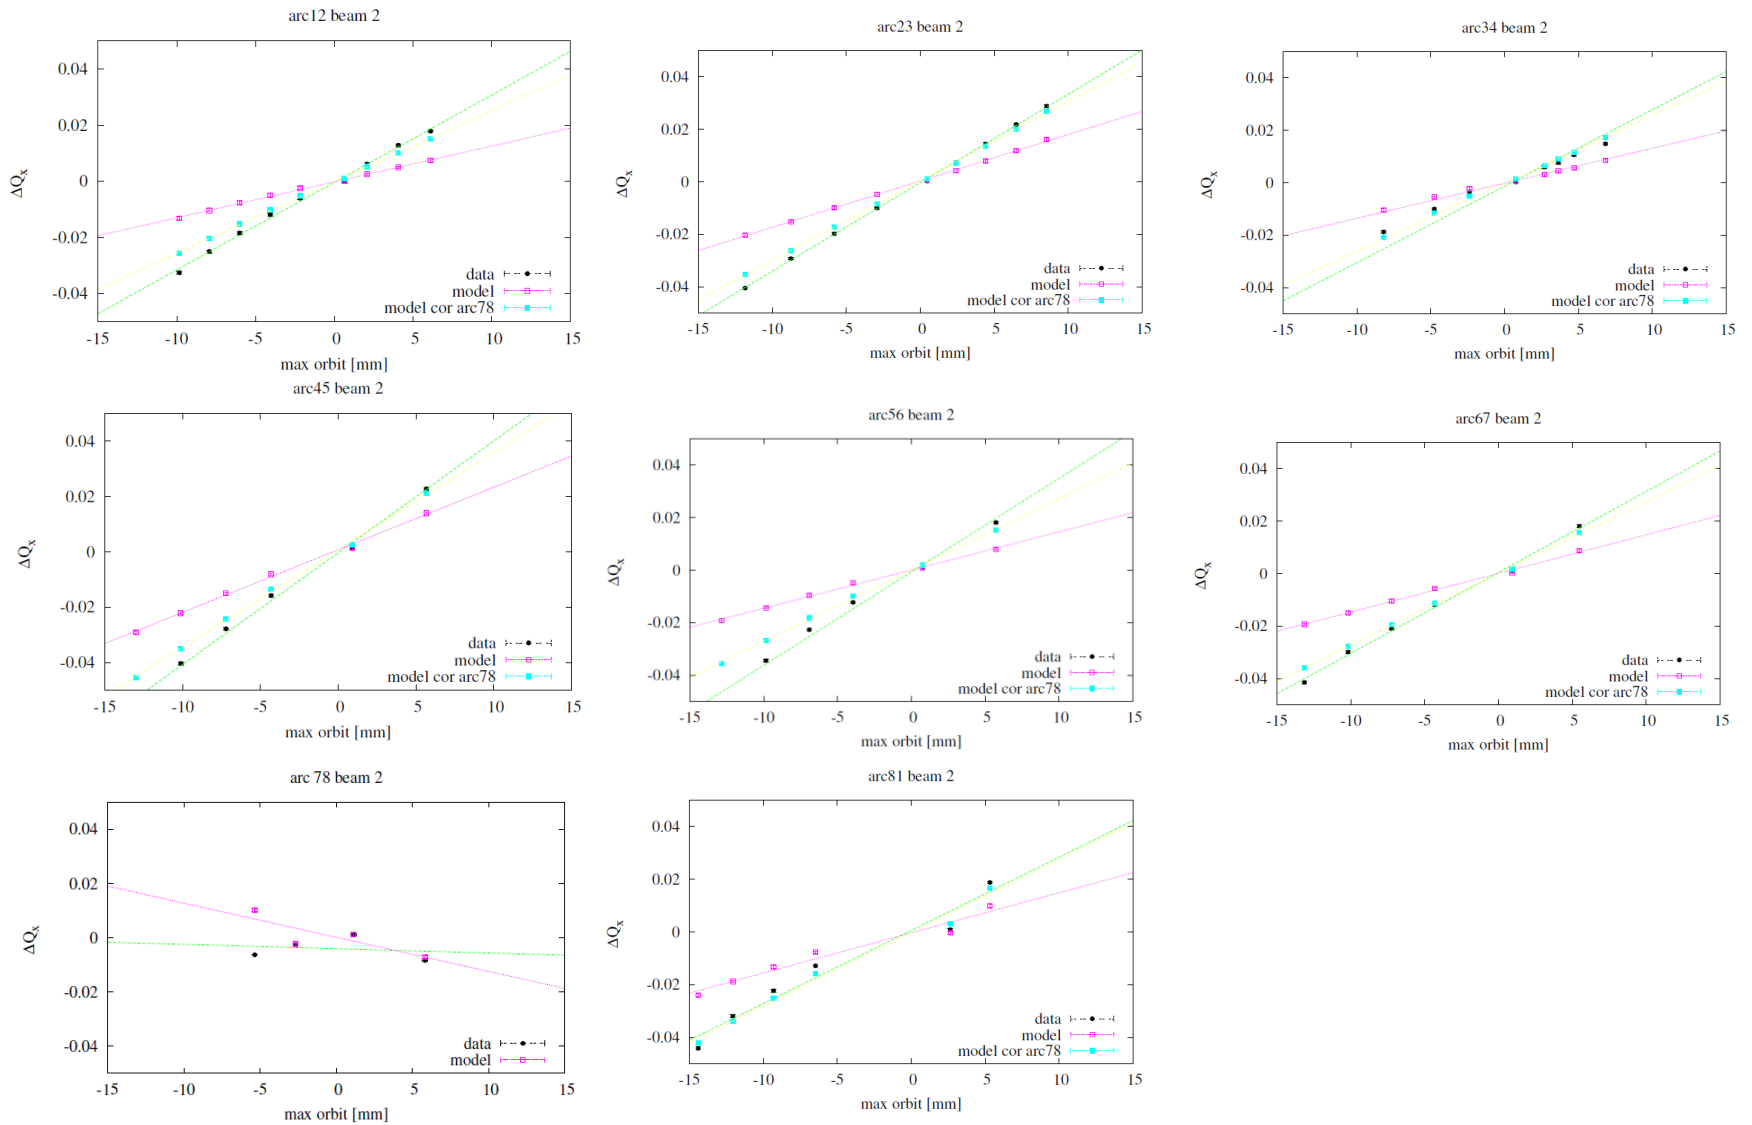 arc12 beam 2
0.04
0.02
0
-0.02
-0.04
ΔQx
data
model
model cor arc78
-15 -10 -5 0 5 10 15
max orbit [mm]
arc23 beam 2
0.04
0.02
0
-0.02
-0.04
ΔQx
data
model
model cor arc78
-15 -10 -5 0 5 10 15
max orbit [mm]
arc34 beam 2
0.04
0.02
0
-0.02
-0.04
ΔQx
data
model
model cor arc78
-15 -10 -5 0 5 10 15
max orbit [mm]
arc45 beam 2
0.04
0.02
0
-0.02
-0.04
ΔQx
data
model
model cor arc78
-15 -10 -5 0 5 10 15
max orbit [mm]
arc56 beam 2
0.04
0.02
0
-0.02
-0.04
ΔQx
data
model
model cor arc78
-15 -10 -5 0 5 10 15
max orbit [mm]
arc67 beam 2
0.04
0.02
0
-0.02
-0.04
ΔQx
data
model
model cor arc78
-15 -10 -5 0 5 10 15
max orbit [mm]
arc 78 beam 2
0.04
0.02
0
-0.02
-0.04
ΔQx
data
model
-15 -10 -5 0 5 10 15
max orbit [mm]
arc81 beam 2
0.04
0.02
0
-0.02
-0.04
ΔQx
data
model
model cor arc78
-15 -10 -5 0 5 10 15
max orbit [mm]